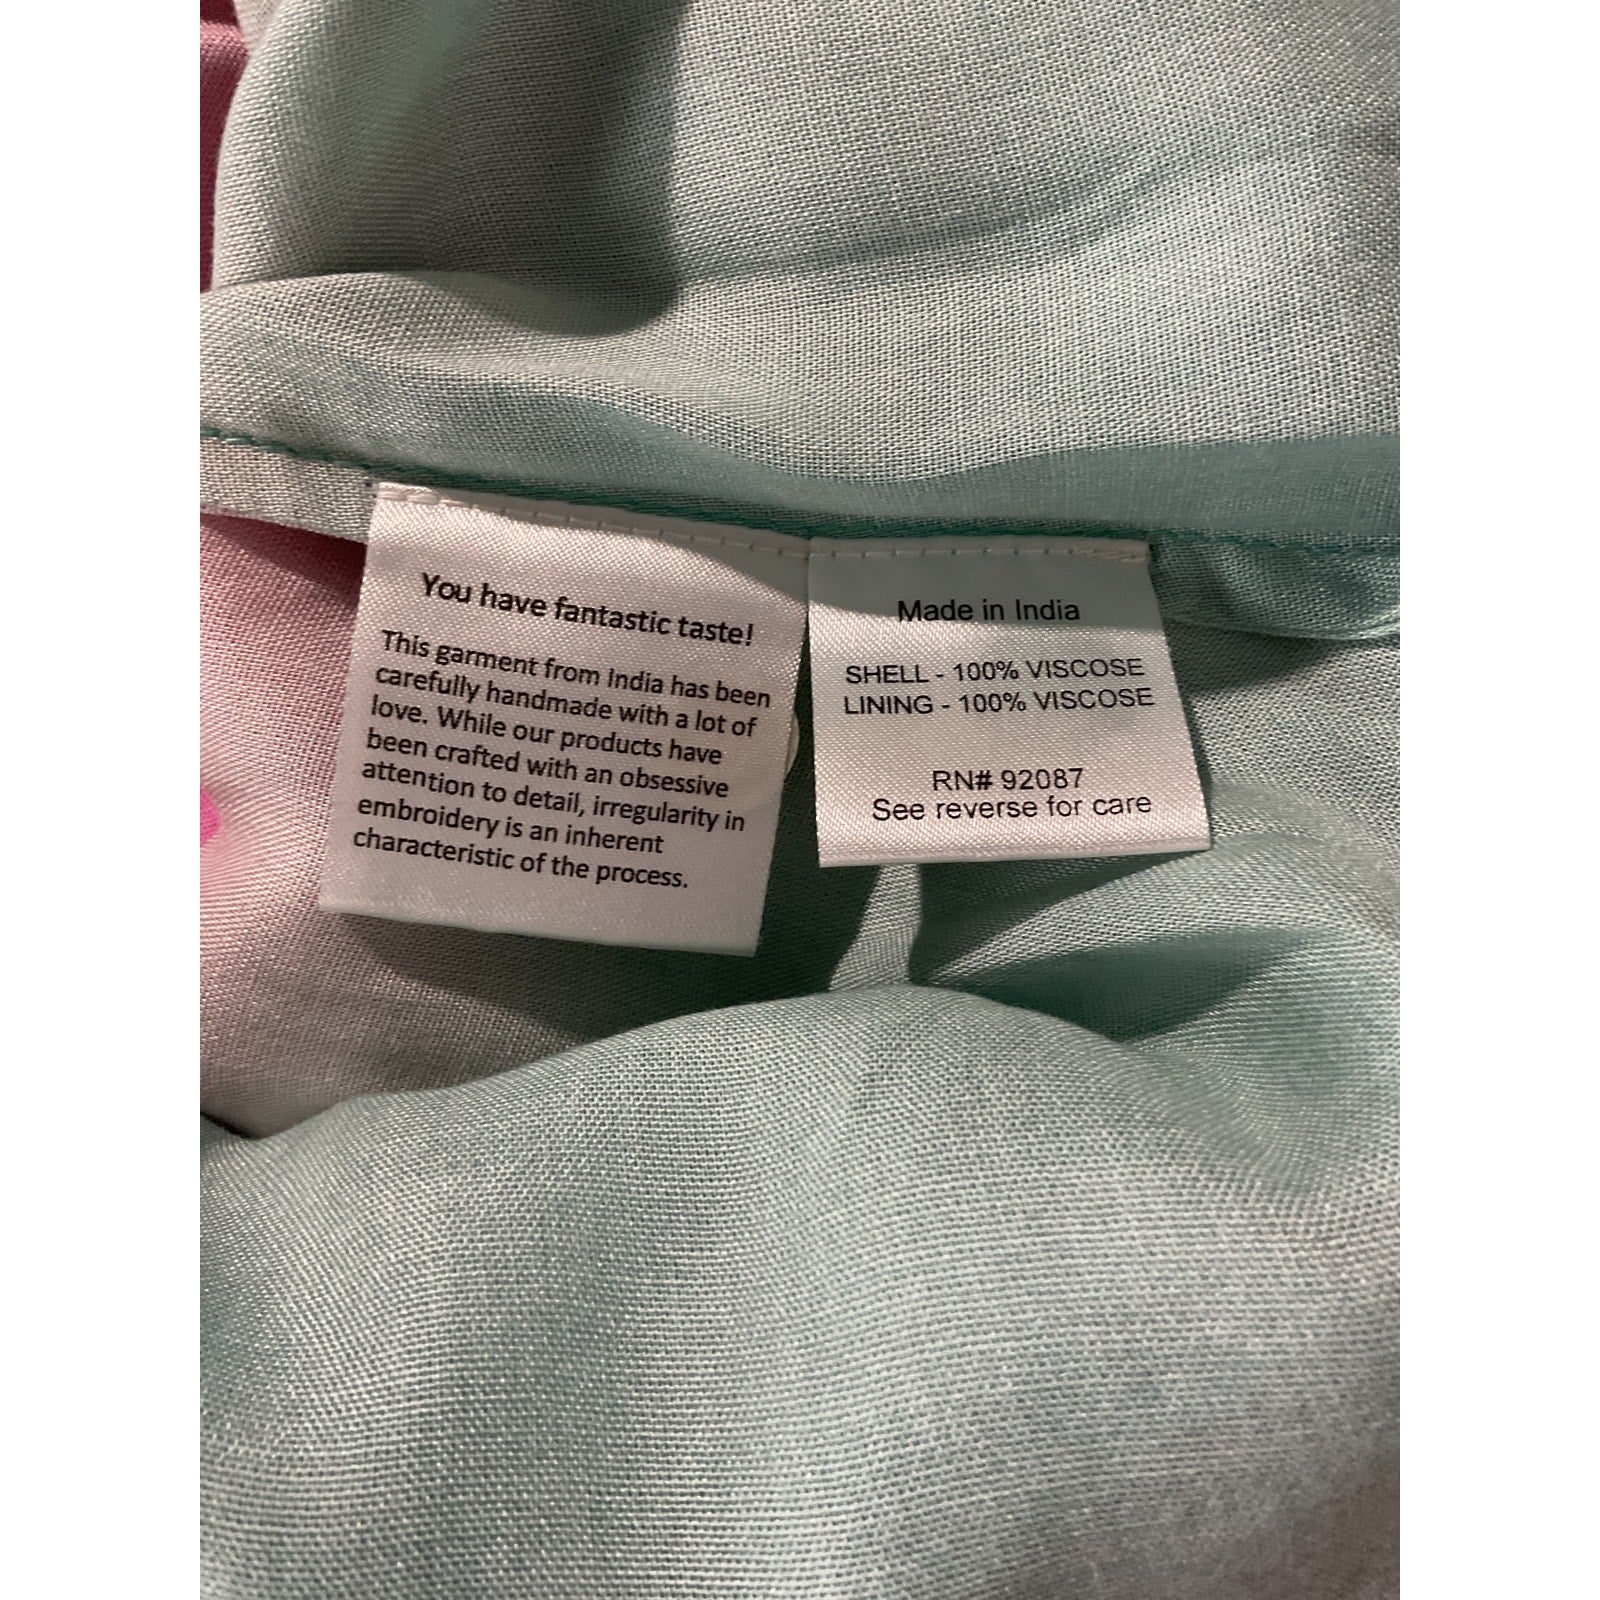 You have fantastic taste!
This garment from India has been
carefully handmade with a lot of
love. While our products have
been crafted with an obsessive
attention to detail, irregularity in
embroidery is an inherent
characteristic of the process.
Made in India
SHELL - 100% VISCOSE
LINING - 100% VISCOSE
RN# 92087
See reverse for care